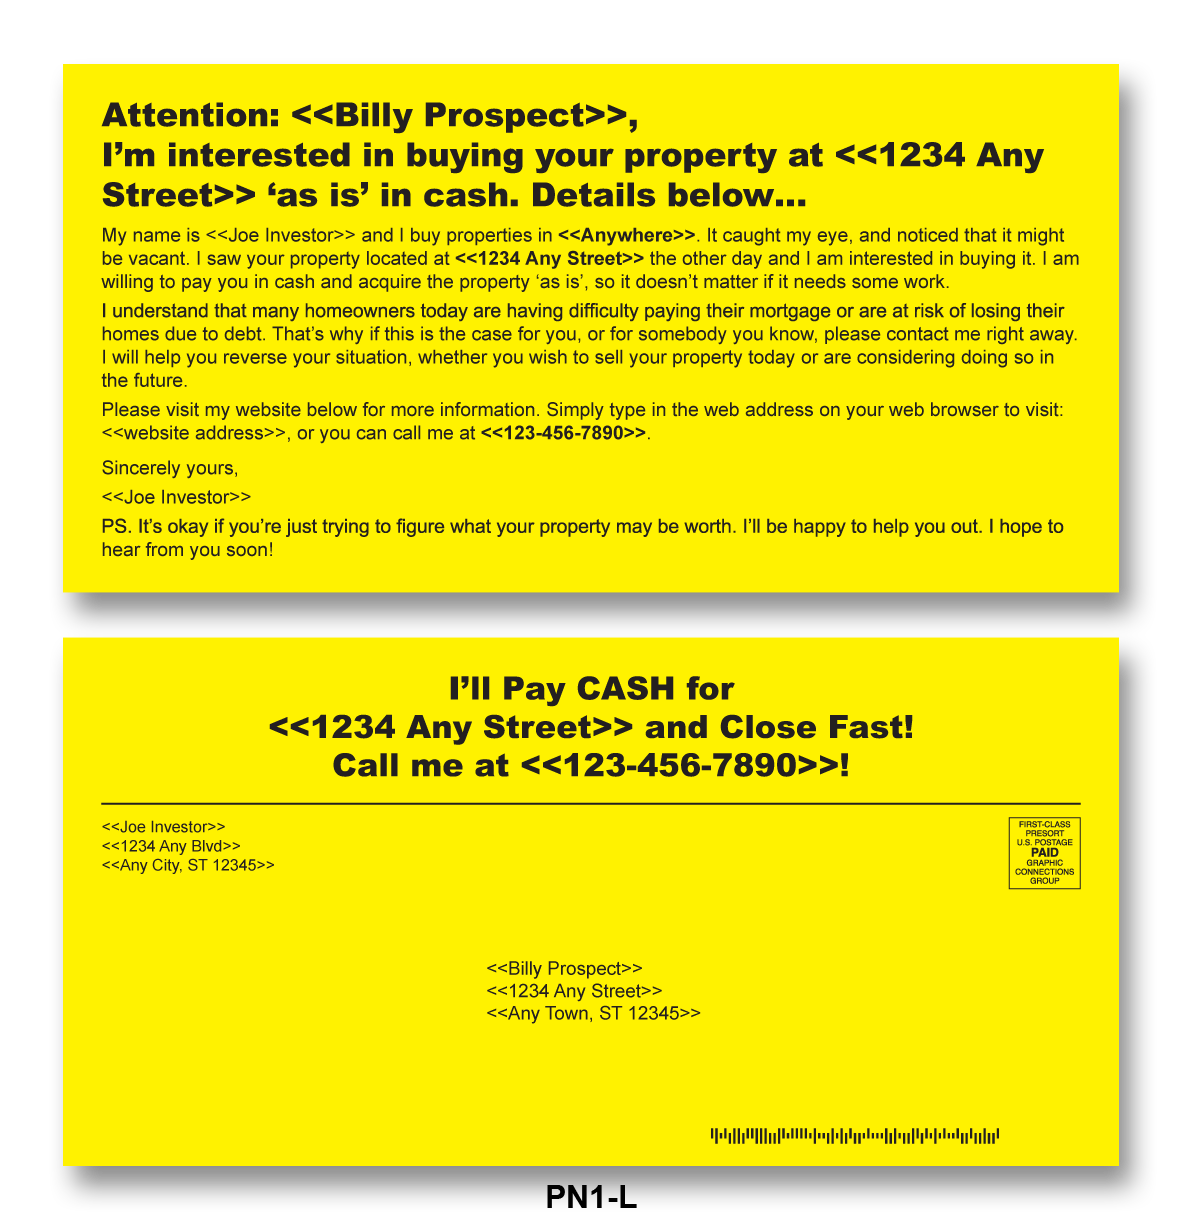 Attention: <<Billy Prospect>>,
I’m interested in buying your property at <<1234 Any
Street>> ‘as is’ in cash. Details below...
My name is <<Joe Investor>> and I buy properties in <<Anywhere>>. It caught my eye, and noticed that it might
be vacant. I saw your property located at <<1234 Any Street>> the other day and I am interested in buying it. I am
willing to pay you in cash and acquire the property ‘as is’, so it doesn’t matter if it needs some work.
I understand that many homeowners today are having difficulty paying their mortgage or are at risk of losing their
homes due to debt. That’s why if this is the case for you, or for somebody you know, please contact me right away.
I will help you reverse your situation, whether you wish to sell your property today or are considering doing so in
the future.
Please visit my website below for more information. Simply type in the web address on your web browser to visit:
<<website address>>, or you can call me at <<123-456-7890>>.
Sincerely yours,
<<Joe Investor>>
PS. It’s okay if you’re just trying to figure what your property may be worth. I’ll be happy to help you out. I hope to
hear from you soon!
I’ll Pay CASH for
<<1234 Any Street>> and Close Fast!
Call me at <<123-456-7890>>!
<<Joe Investor>>
<<1234 Any Blvd>>
<<Any City, ST 12345>>
FIRST-CLASS
PRESORT
U.S. POSTAGE
PAID
GRAPHIC
CONNECTIONS
GROUP
<<Billy Prospect>>
<<1234 Any Street>>
<<Any Town, ST 12345>>
PN1-L